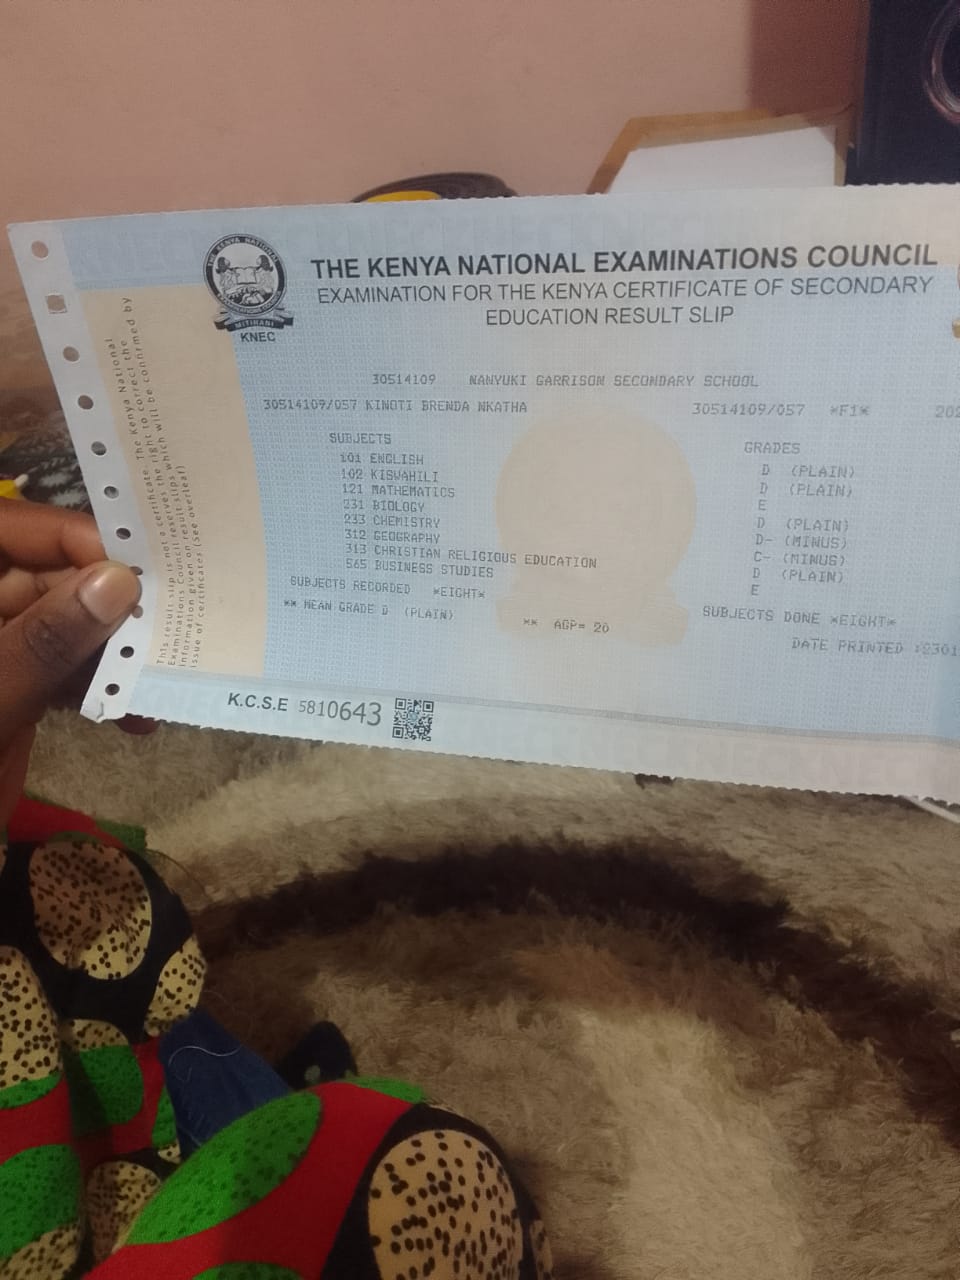 THE KENYA NATIONAL EXAMINATIONS COUNCIL
EXAMINATION FOR THE KENYA CERTIFICATE OF SECONDARY
EDUCATION RESULT SLIP
THE KENYA NATIONAL EXAMINATIONS COUNCIL
MITIHANI
KNEC
30514109 NANYUKI GARRISON SECONDARY SCHOOL
30514109/057 KINOTI BRENDA NKATHA 30514109/057 *F1* 202
SUBJECTS GRADES
101 ENGLISH D (PLAIN)
102 KISWAHILI D (PLAIN)
121 MATHEMATICS E
231 BIOLOGY D (PLAIN)
233 CHEMISTRY D- (MINUS)
312 GEOGRAPHY C- (MINUS)
313 CHRISTIAN RELIGIOUS EDUCATION D (PLAIN)
565 BUSINESS STUDIES E
SUBJECTS RECORDED *EIGHT* SUBJECTS DONE *EIGHT*
** MEAN GRADE D (PLAIN) ** AGP= 20
DATE PRINTED :2301
K.C.S.E 5810643
This result slip is not a certificate. The Kenya National
Examinations Council reserves the right to correct the
information given on result slips which will be confirmed by
issue of certificates (See overleaf)